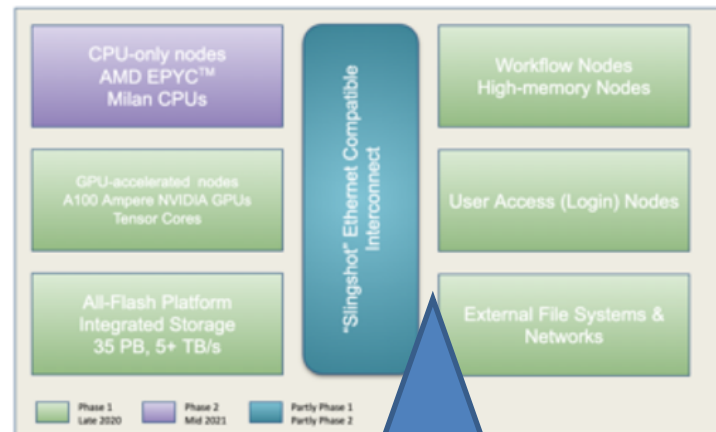 CPU-only nodes
AMD EPYC™
Milan CPUs
GPU-accelerated nodes
A100 Ampere NVIDIA GPUs
Tensor Cores
All-Flash Platform
Integrated Storage
35 PB, 5+ TB/s
"Slingshot" Ethernet Compatible
Interconnect
Workflow Nodes
High-memory Nodes
User Access (Login) Nodes
External File Systems &
Networks
Phase 1
Late 2020
Phase 2
Mid 2021
Partly Phase 1
Partly Phase 2